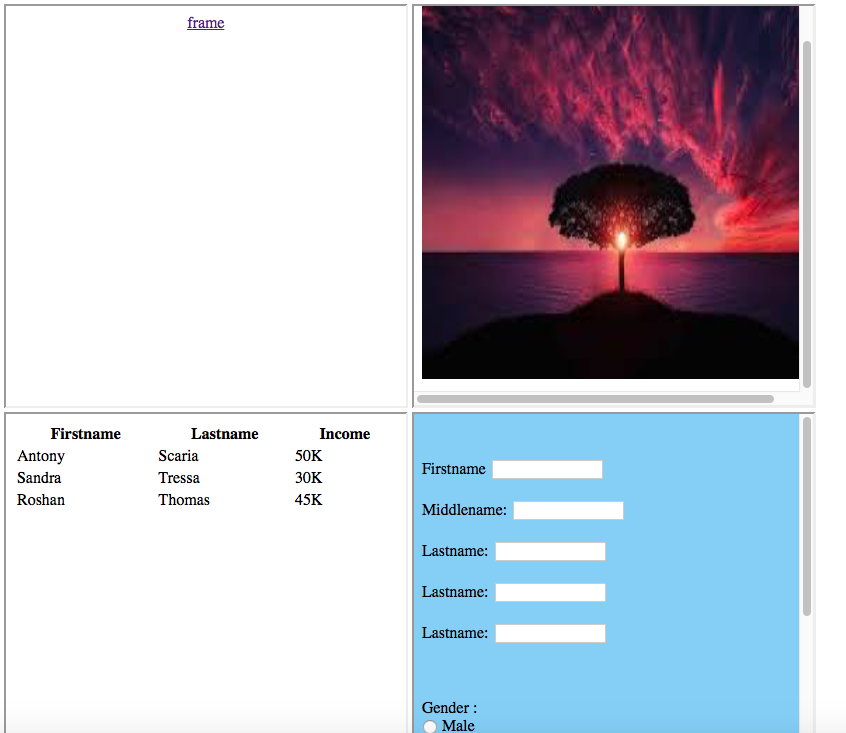 frame
Firstname Lastname Income
Antony Scaria 50K
Sandra Tressa 30K
Roshan Thomas 45K
Firstname
Middlename:
Lastname:
Lastname:
Lastname:
Gender :
Male